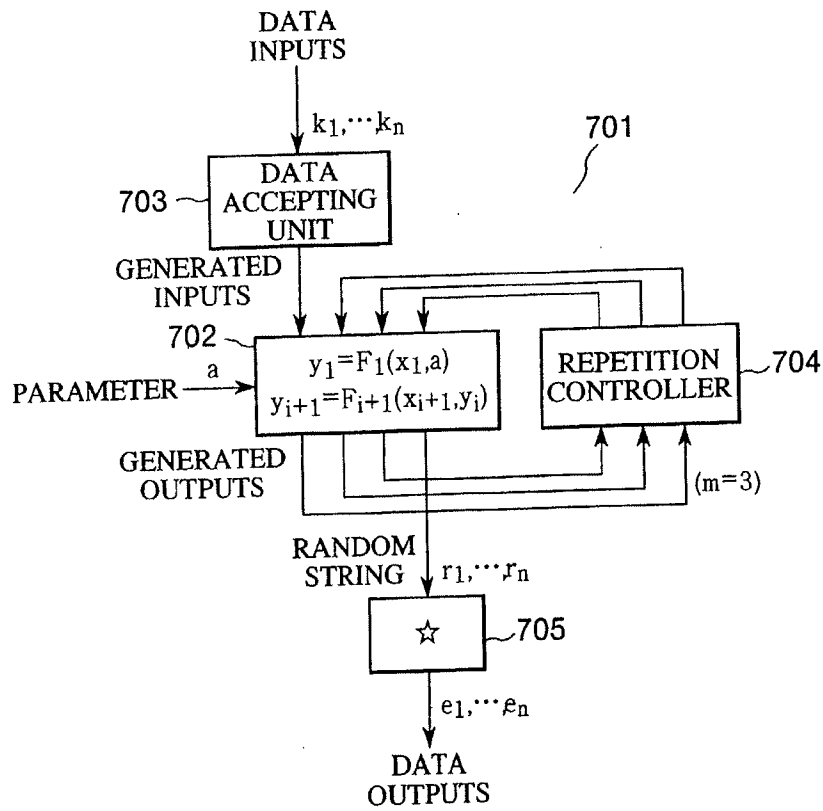 DATA
INPUTS
k₁,⋯,kₙ
701
703
DATA
ACCEPTING
UNIT
GENERATED
INPUTS
702
y₁=F₁(x₁,a)
yᵢ₊₁=Fᵢ₊₁(xᵢ₊₁,yᵢ)
PARAMETER
a
REPETITION
CONTROLLER
704
GENERATED
OUTPUTS
(m=3)
RANDOM
STRING
r₁,⋯,rₙ
☆
705
e₁,⋯,eₙ
DATA
OUTPUTS